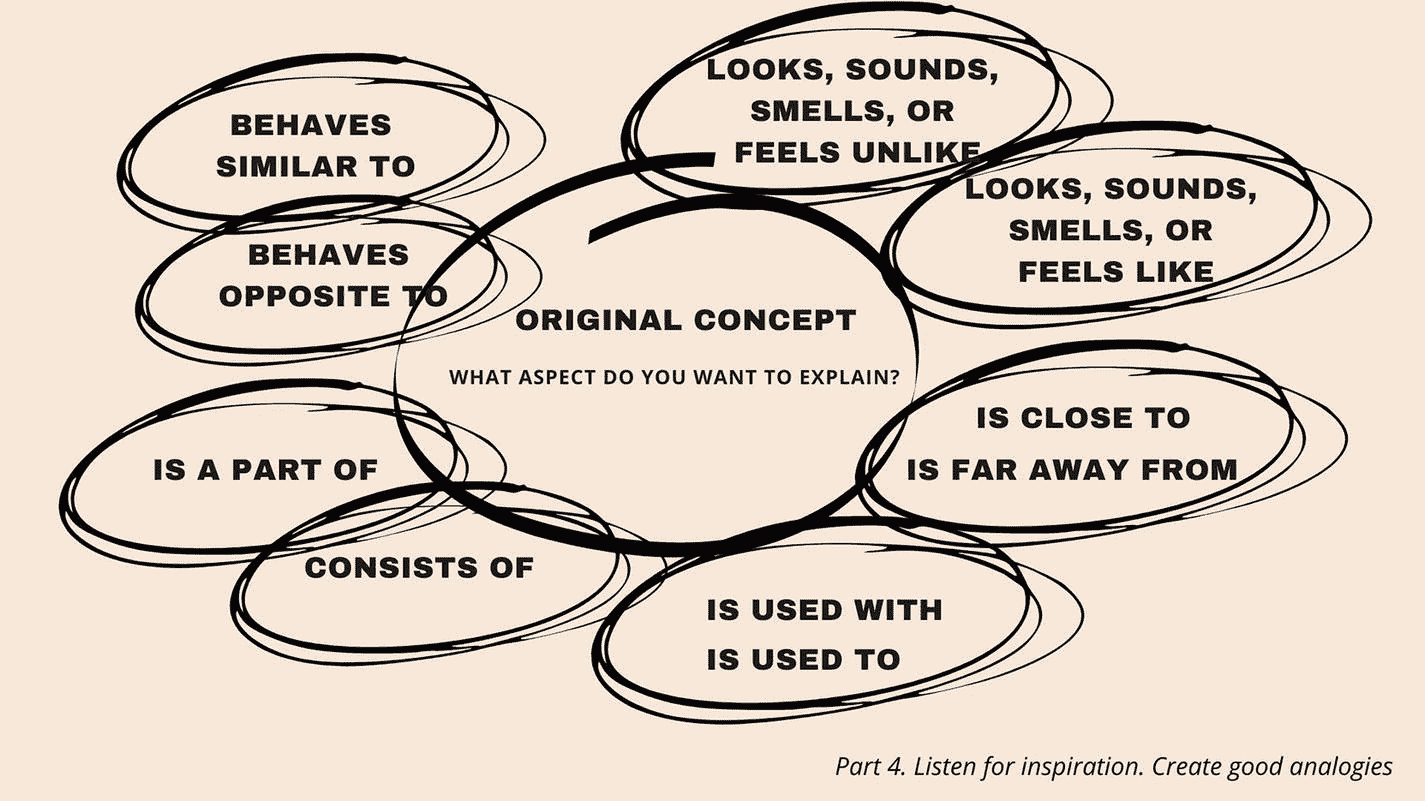 LOOKS, SOUNDS,
SMELLS, OR
FEELS UNLIKE
BEHAVES
SIMILAR TO
LOOKS, SOUNDS,
SMELLS, OR
FEELS LIKE
BEHAVES
OPPOSITE TO
ORIGINAL CONCEPT
WHAT ASPECT DO YOU WANT TO EXPLAIN?
IS CLOSE TO
IS FAR AWAY FROM
IS A PART OF
CONSISTS OF
IS USED WITH
IS USED TO
Part 4. Listen for inspiration. Create good analogies